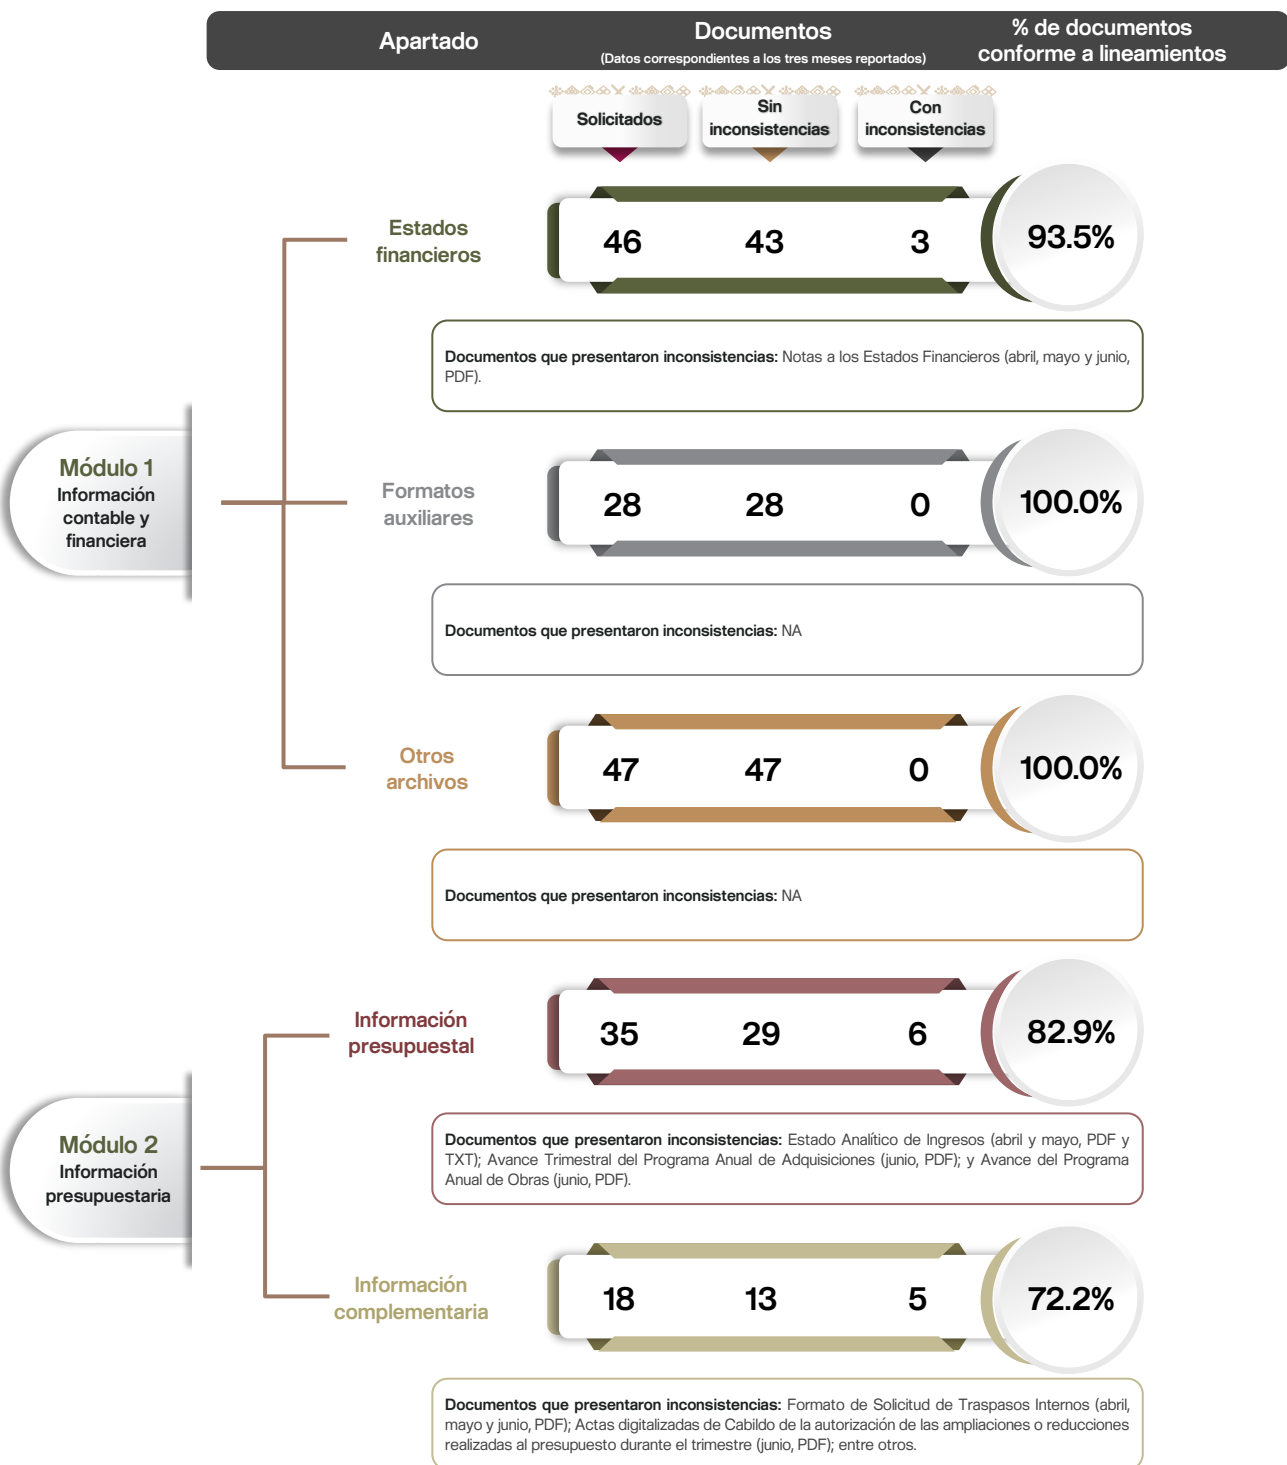 Apartado
Documentos
(Datos correspondientes a los tres meses reportados)
% de documentos
conforme a lineamientos
Solicitados
Sin
inconsistencias
Con
inconsistencias
Módulo 1
Información
contable y
financiera
Estados
financieros
46 43 3 93.5%
Documentos que presentaron inconsistencias: Notas a los Estados Financieros (abril, mayo y junio,
PDF).
Formatos
auxiliares
28 28 0 100.0%
Documentos que presentaron inconsistencias: NA
Otros
archivos
47 47 0 100.0%
Documentos que presentaron inconsistencias: NA
Módulo 2
Información
presupuestaria
Información
presupuestal
35 29 6 82.9%
Documentos que presentaron inconsistencias: Estado Analítico de Ingresos (abril y mayo, PDF y
TXT); Avance Trimestral del Programa Anual de Adquisiciones (junio, PDF); y Avance del Programa
Anual de Obras (junio, PDF).
Información
complementaria
18 13 5 72.2%
Documentos que presentaron inconsistencias: Formato de Solicitud de Traspasos Internos (abril,
mayo y junio, PDF); Actas digitalizadas de Cabildo de la autorización de las ampliaciones o reducciones
realizadas al presupuesto durante el trimestre (junio, PDF); entre otros.